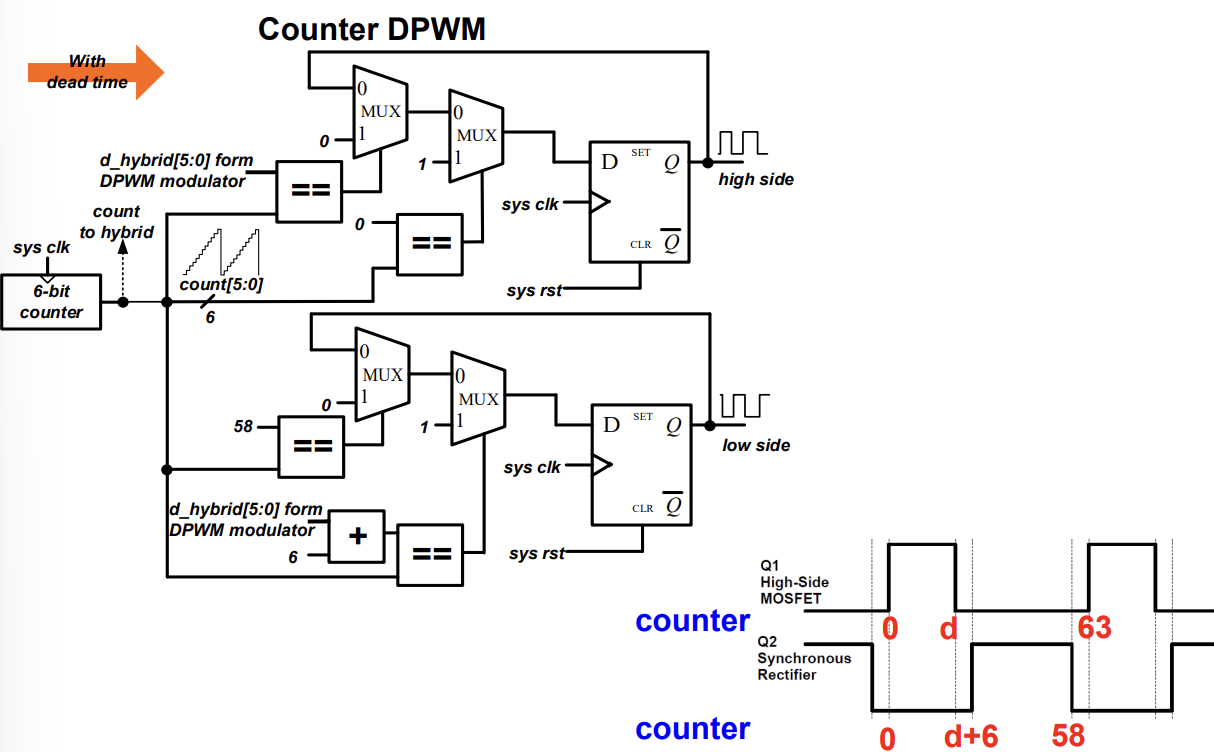 Counter DPWM
With
dead time
0
MUX
1
0
0
MUX
1
1
d_hybrid[5:0] form
DPWM modulator
==
D
SET
Q
high side
sys clk
CLR
Q
sys rst
count
to hybrid
sys clk
6-bit
counter
0
==
count[5:0]
6
0
MUX
1
0
0
MUX
1
1
58
==
D
SET
Q
low side
sys clk
CLR
Q
sys rst
d_hybrid[5:0] form
DPWM modulator
+
6
==
Q1
High-Side
MOSFET
counter
0
d
63
Q2
Synchronous
Rectifier
counter
0
d+6
58